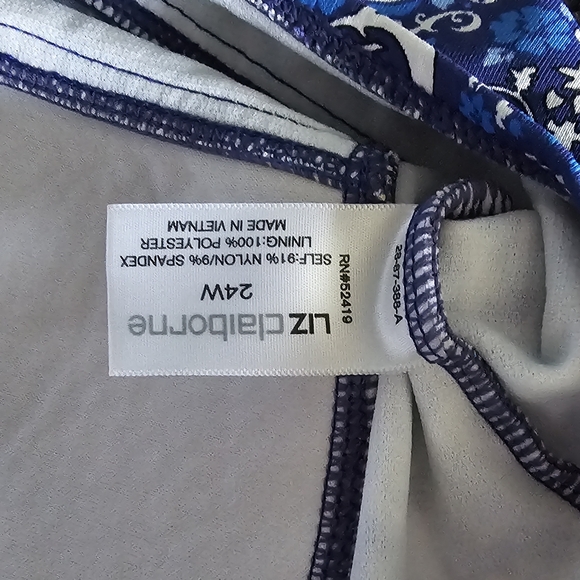 LIZ claiborne
24W
SELF:91% NYLON/9% SPANDEX
LINING:100% POLYESTER
MADE IN VIETNAM
RN#52419
28-87-388-A